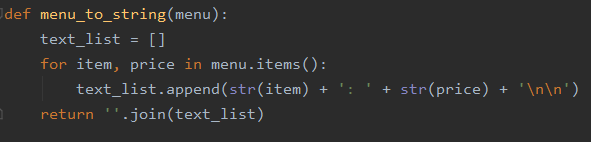 def menu_to_string(menu):
    text_list = []
    for item, price in menu.items():
        text_list.append(str(item) + ': ' + str(price) + '\n\n')
    return ''.join(text_list)